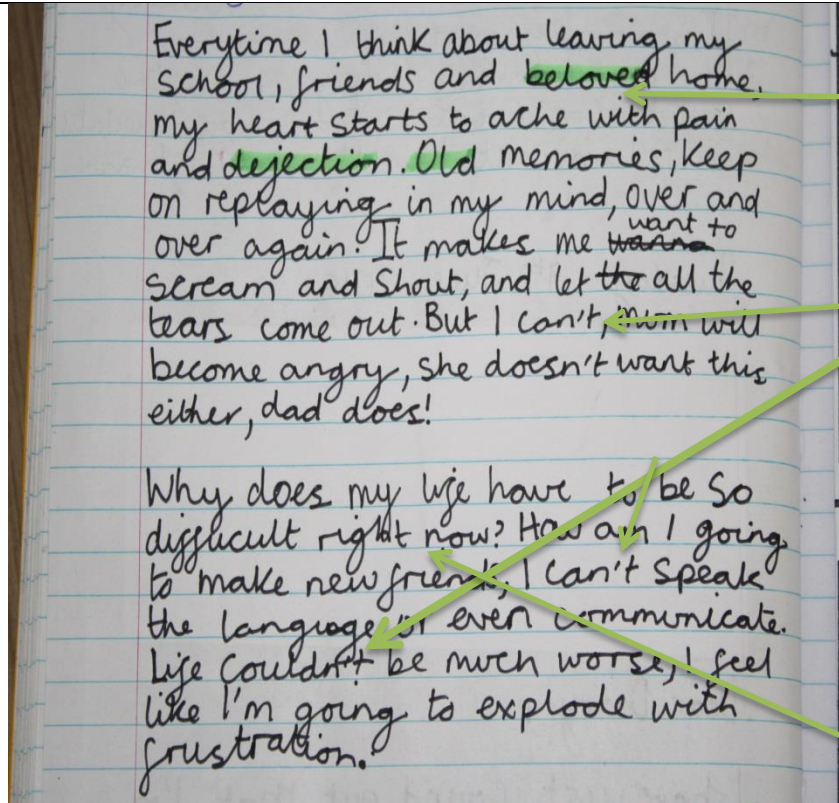 Everytime I think about leaving my
school, friends and beloved home,
my heart starts to ache with pain
and dejection. Old memories, keep
on replaying in my mind, over and
over again. It makes me wanna want to
scream and shout, and let the all the
tears come out. But I can't, mom will
become angry, she doesn't want this
either, dad does!
Why does my life have to be so
diffucult right now? How am I going
to make new friends, I can't speak
the language or even communicate.
Life couldn't be much worse, I feel
like I'm going to explode with
frustration.